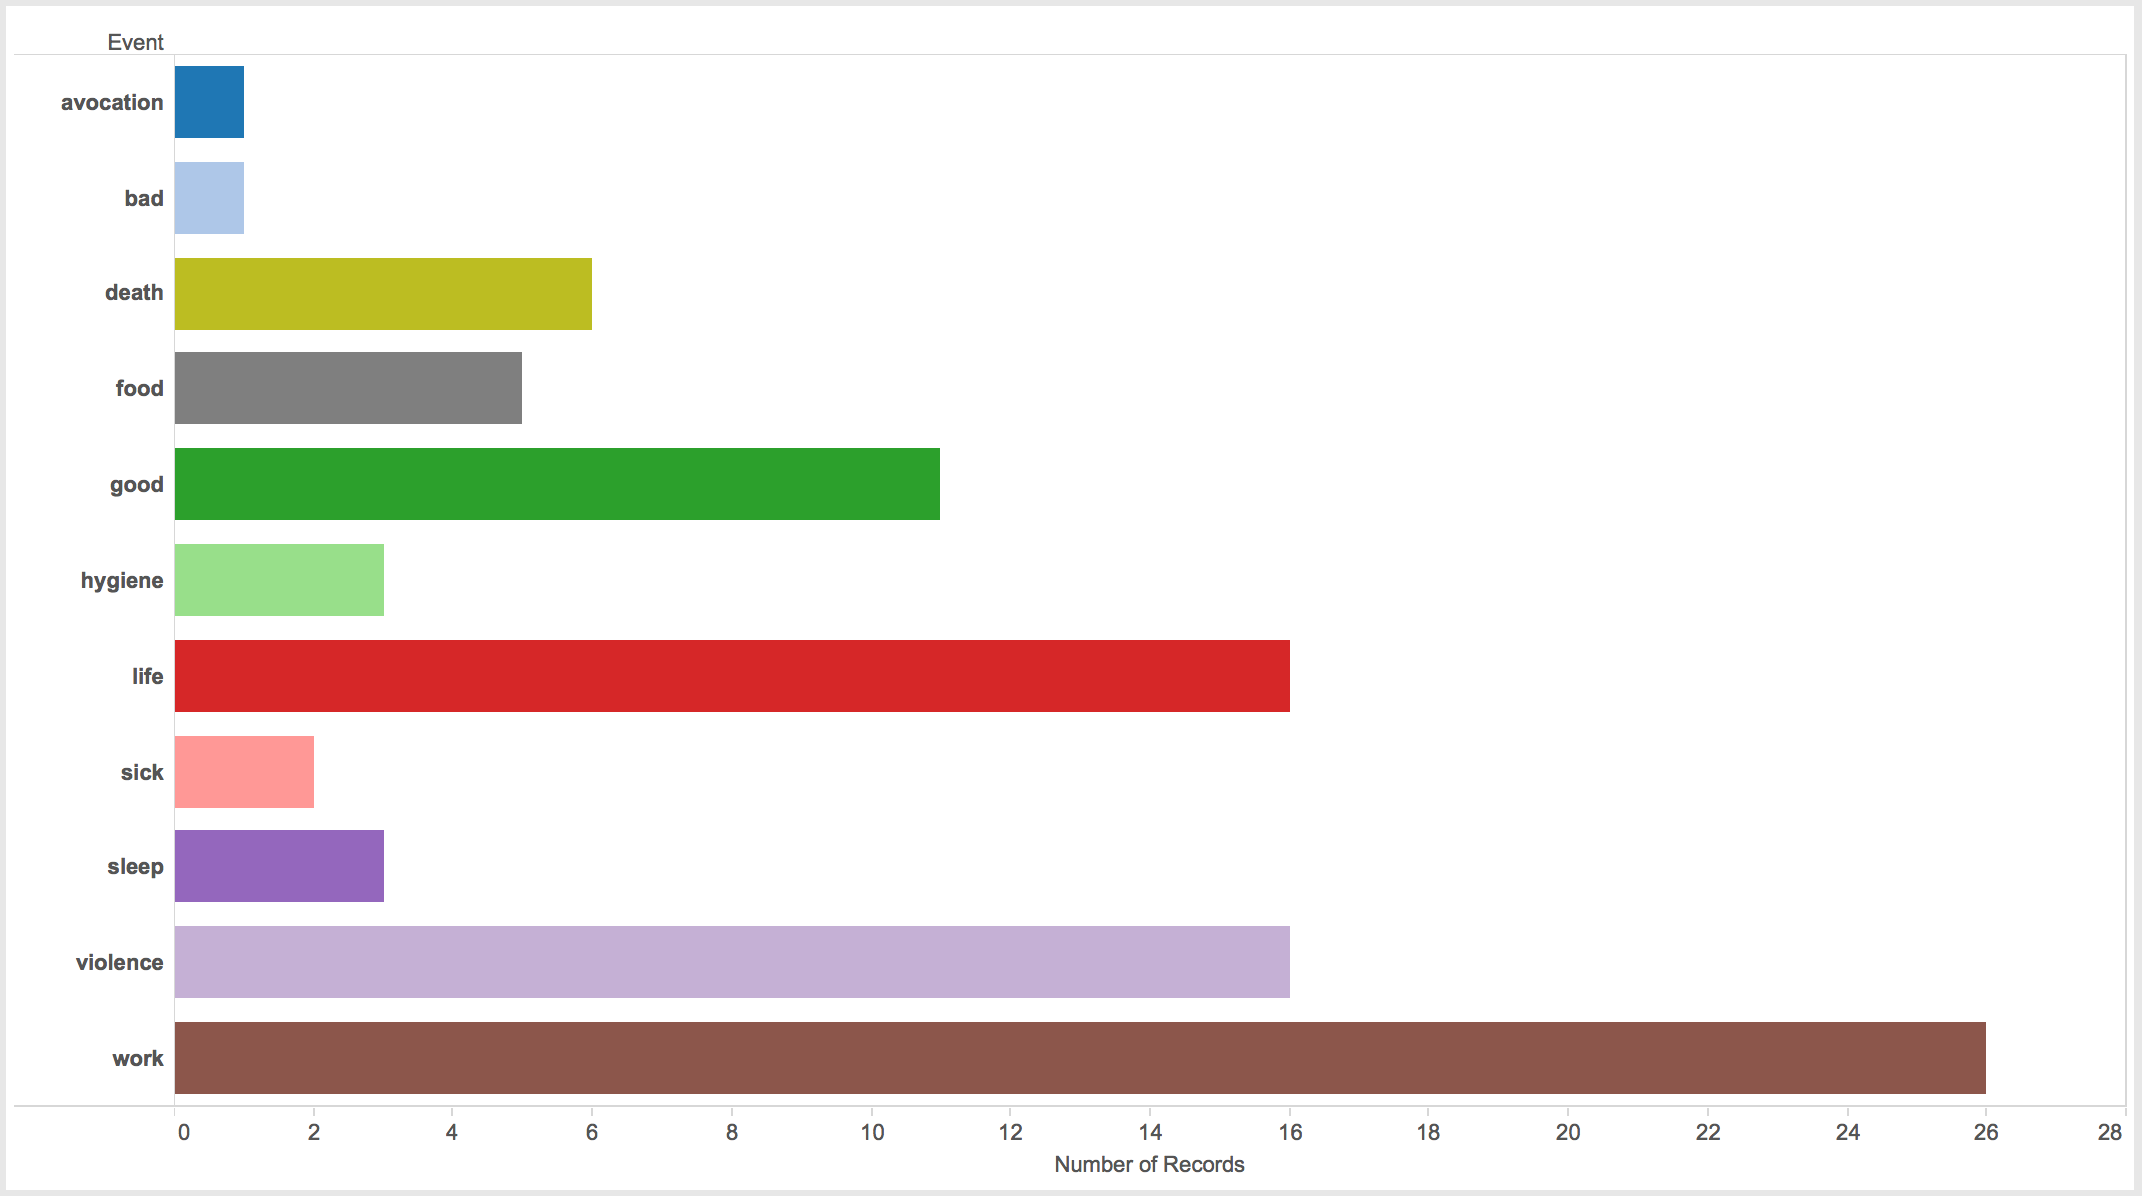 Event
avocation
bad
death
food
good
hygiene
life
sick
sleep
violence
work
0 2 4 6 8 10 12 14 16 18 20 22 24 26 28
Number of Records